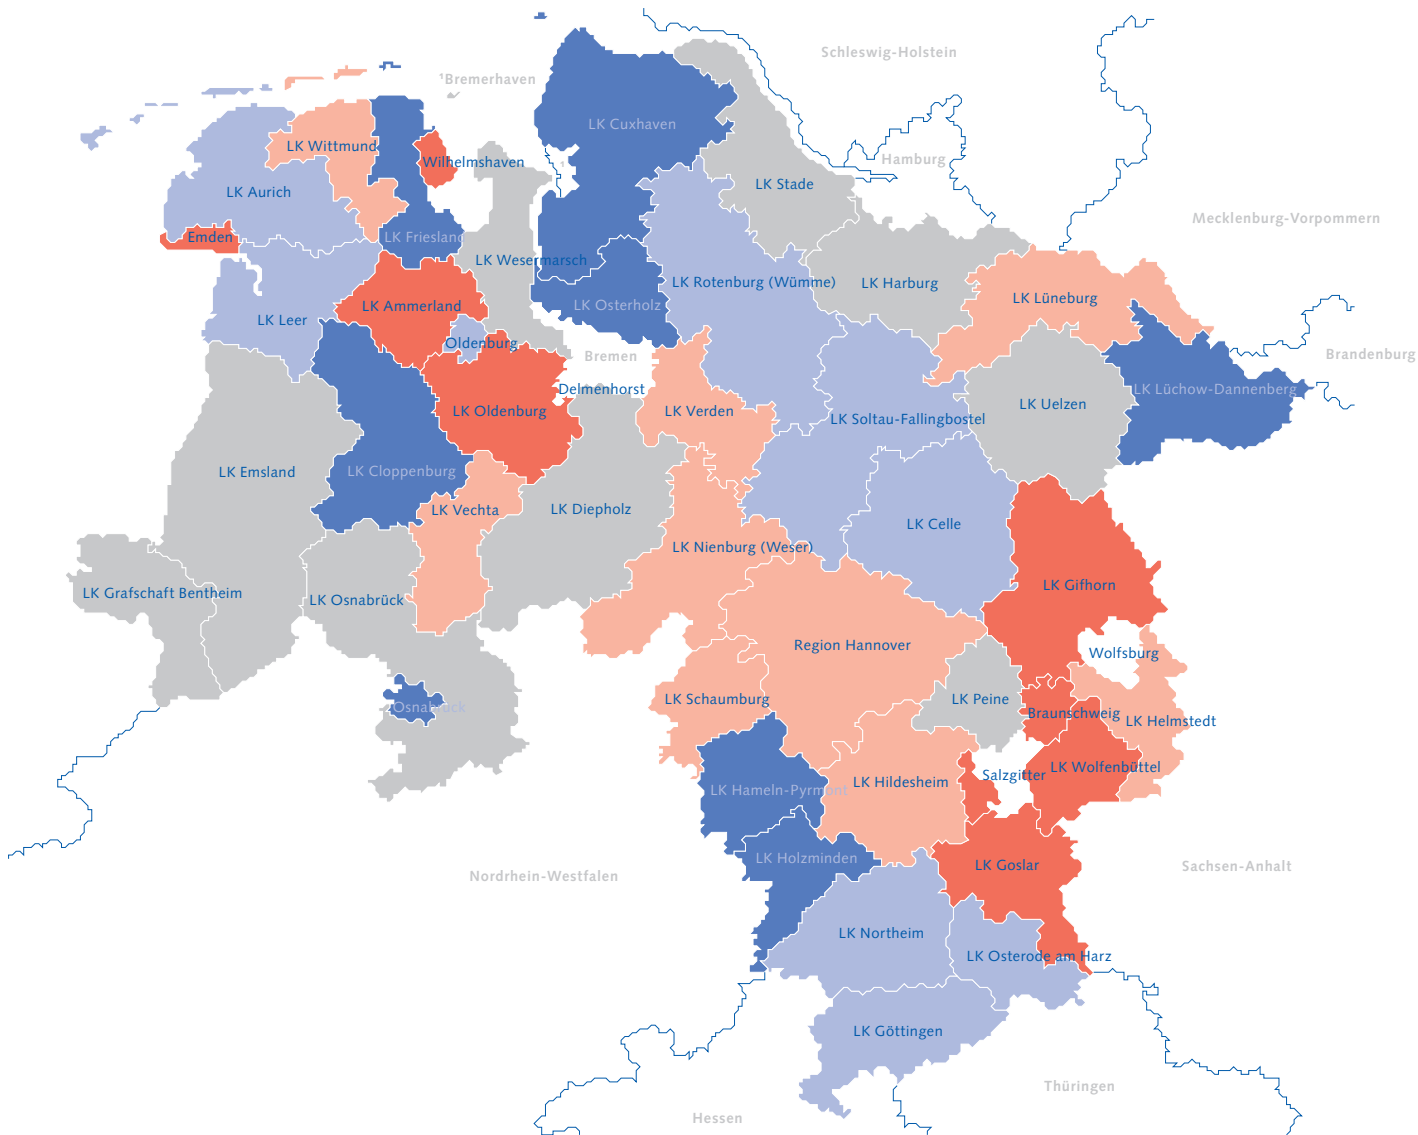 Schleswig-Holstein
¹Bremerhaven
LK Cuxhaven
LK Wittmund
Wilhelmshaven
Hamburg
¹
LK Stade
LK Aurich
Mecklenburg-Vorpommern
Emden
LK Friesland
LK Wesermarsch
LK Rotenburg (Wümme)
LK Harburg
LK Lüneburg
LK Ammerland
LK Osterholz
LK Leer
Oldenburg
Bremen
Brandenburg
Delmenhorst
LK Lüchow-Dannenberg
LK Oldenburg
LK Verden
LK Uelzen
LK Soltau-Fallingbostel
LK Emsland
LK Cloppenburg
LK Vechta
LK Diepholz
LK Celle
LK Nienburg (Weser)
LK Gifhorn
LK Grafschaft Bentheim
LK Osnabrück
Region Hannover
Wolfsburg
LK Schaumburg
LK Peine
Osnabrück
Braunschweig
LK Helmstedt
LK Wolfenbüttel
Salzgitter
LK Hildesheim
LK Hameln-Pyrmont
LK Holzminden
LK Goslar
Sachsen-Anhalt
Nordrhein-Westfalen
LK Northeim
LK Osterode am Harz
LK Göttingen
Thüringen
Hessen